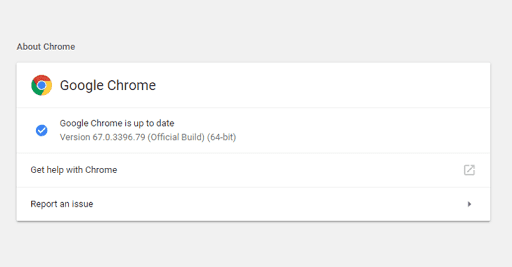 About Chrome
Google Chrome
Google Chrome is up to date
Version 67.0.3396.79 (Official Build) (64-bit)
Get help with Chrome
Report an issue